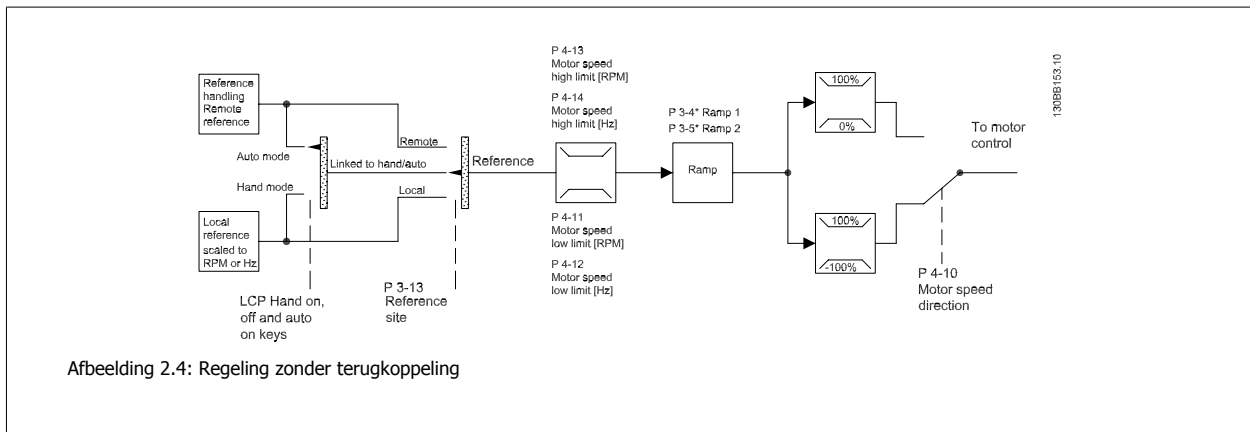 Reference
handling
Remote
reference
Auto mode
Hand mode
Local
reference
scaled to
RPM or Hz
LCP Hand on,
off and auto
on keys
Linked to hand/auto
Remote
Local
P 3-13
Reference
site
Reference
P 4-13
Motor speed
high limit [RPM]
P 4-14
Motor speed
high limit [Hz]
P 4-11
Motor speed
low limit [RPM]
P 4-12
Motor speed
low limit [Hz]
P 3-4* Ramp 1
P 3-5* Ramp 2
Ramp
100%
0%
100%
-100%
To motor
control
P 4-10
Motor speed
direction
130BB153.10
Afbeelding 2.4: Regeling zonder terugkoppeling